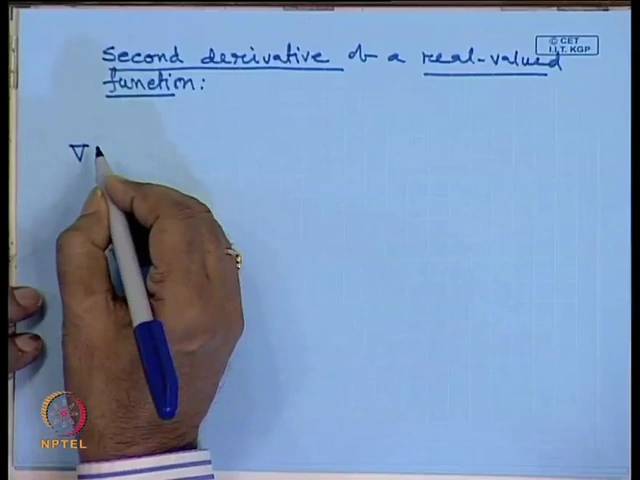 © CET
I.I.T. KGP
Second derivative of a real-valued
function:
∇
NPTEL